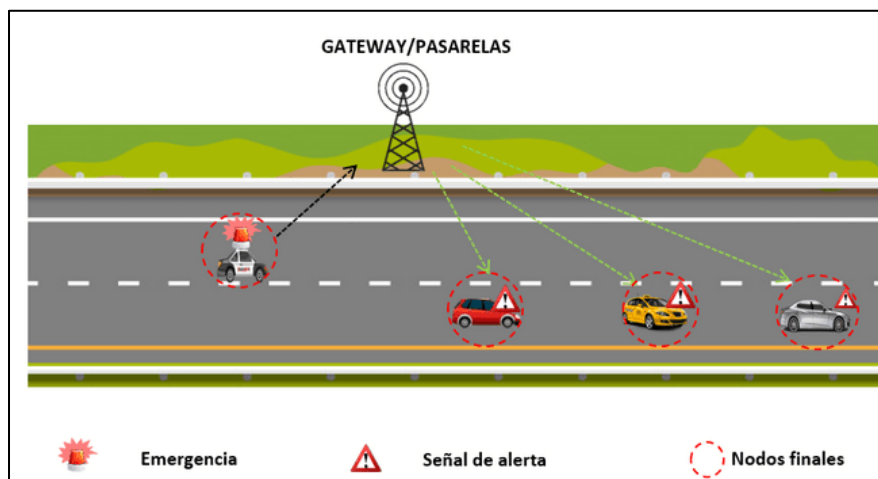 GATEWAY/PASARELAS
Emergencia
Señal de alerta
Nodos finales